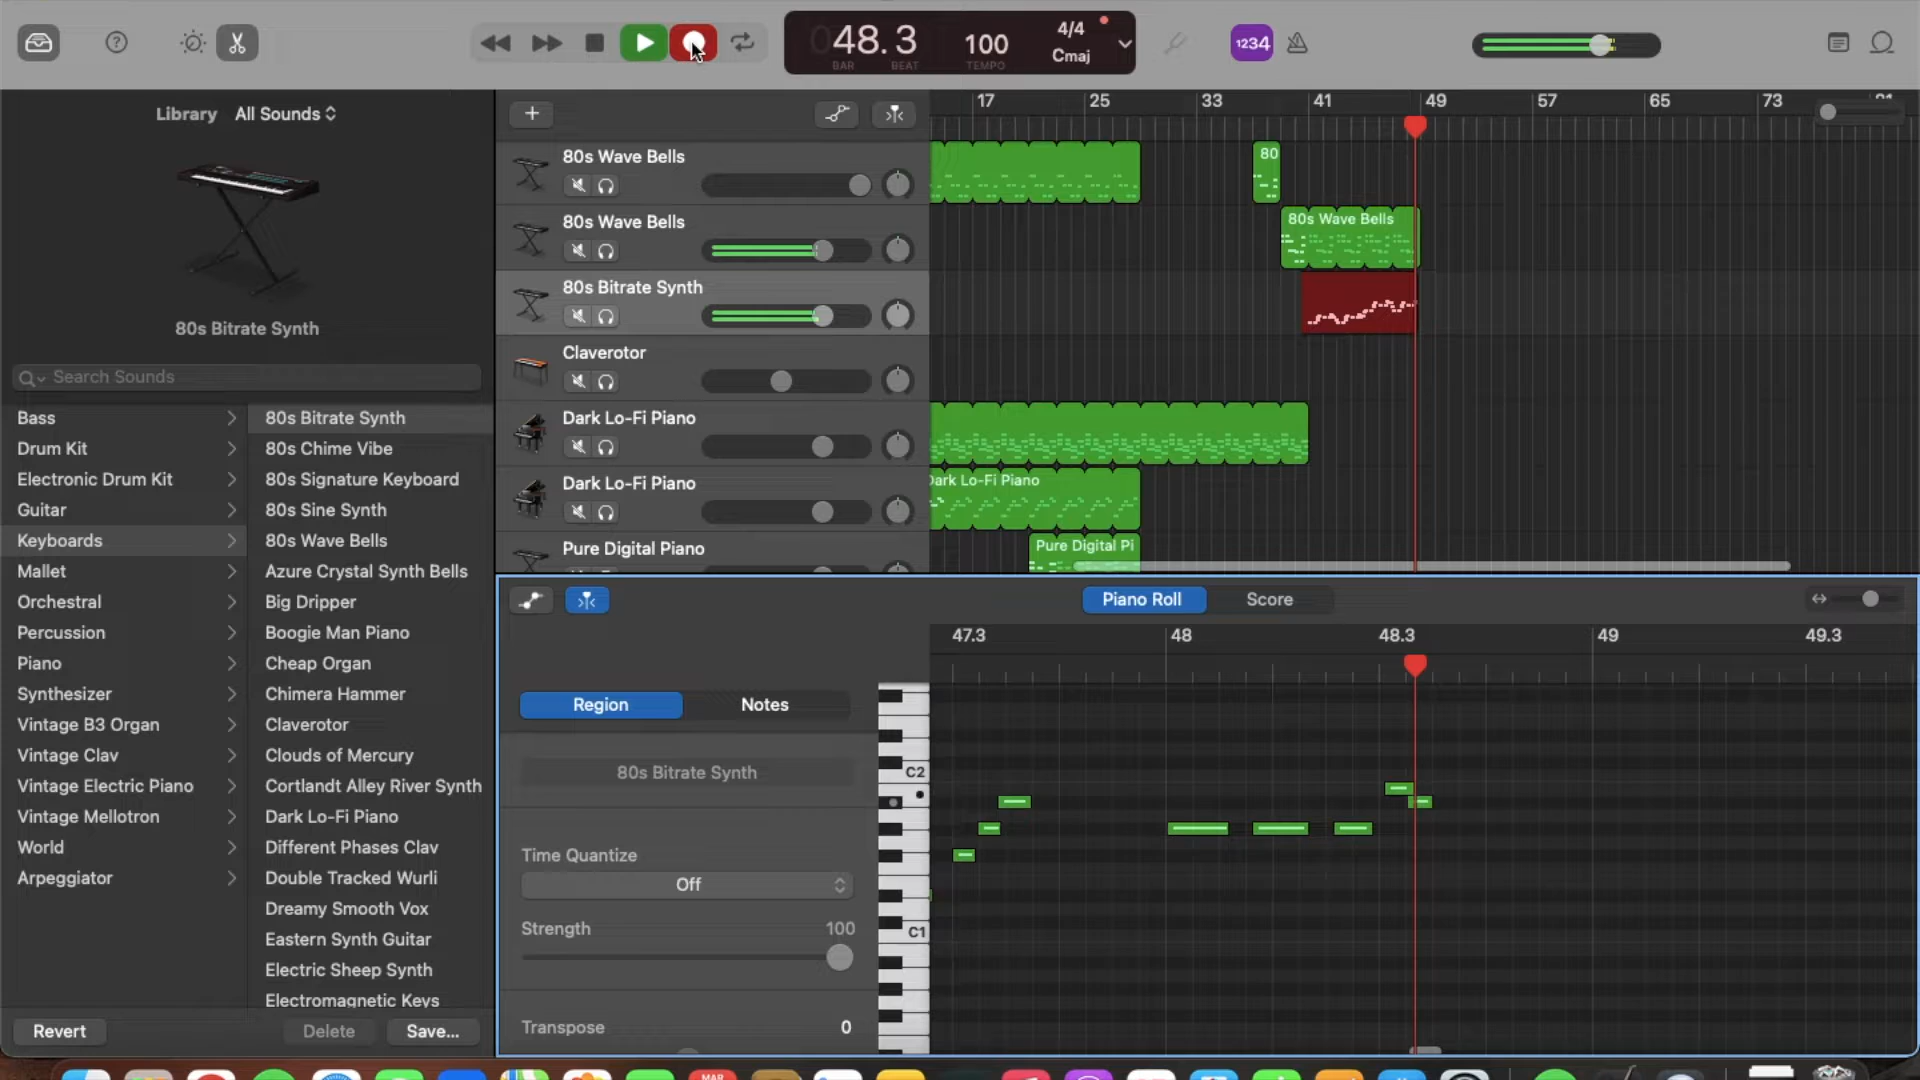 48.3
BAR
BEAT
100
TEMPO
4/4
Cmaj
1234
Library All Sounds
17
25
33
41
49
57
65
73
80s Bitrate Synth
Search Sounds
Bass
Drum Kit
Electronic Drum Kit
Guitar
Keyboards
Mallet
Orchestral
Percussion
Piano
Synthesizer
Vintage B3 Organ
Vintage Clav
Vintage Electric Piano
Vintage Mellotron
World
Arpeggiator
80s Bitrate Synth
80s Chime Vibe
80s Signature Keyboard
80s Sine Synth
80s Wave Bells
Azure Crystal Synth Bells
Big Dripper
Boogie Man Piano
Cheap Organ
Chimera Hammer
Claverotor
Clouds of Mercury
Cortlandt Alley River Synth
Dark Lo-Fi Piano
Different Phases Clav
Double Tracked Wurli
Dreamy Smooth Vox
Eastern Synth Guitar
Electric Sheep Synth
Electromagnetic Keys
Revert
Delete
Save...
80s Wave Bells
80
80s Wave Bells
80s Wave Bells
80s Bitrate Synth
Claverotor
Dark Lo-Fi Piano
Dark Lo-Fi Piano
Dark Lo-Fi Piano
Pure Digital Piano
Pure Digital Pi
Piano Roll
Score
47.3
48
48.3
49
49.3
Region
Notes
80s Bitrate Synth
Time Quantize
Off
Strength
100
Transpose
0
C2
C1
MAR